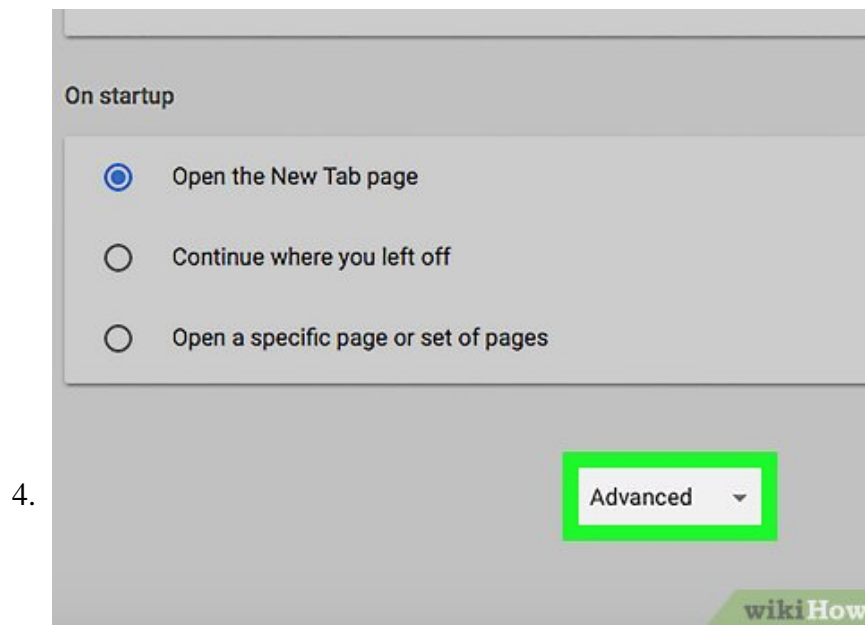 On startup
Open the New Tab page
Continue where you left off
Open a specific page or set of pages
4.
Advanced
wikiHow